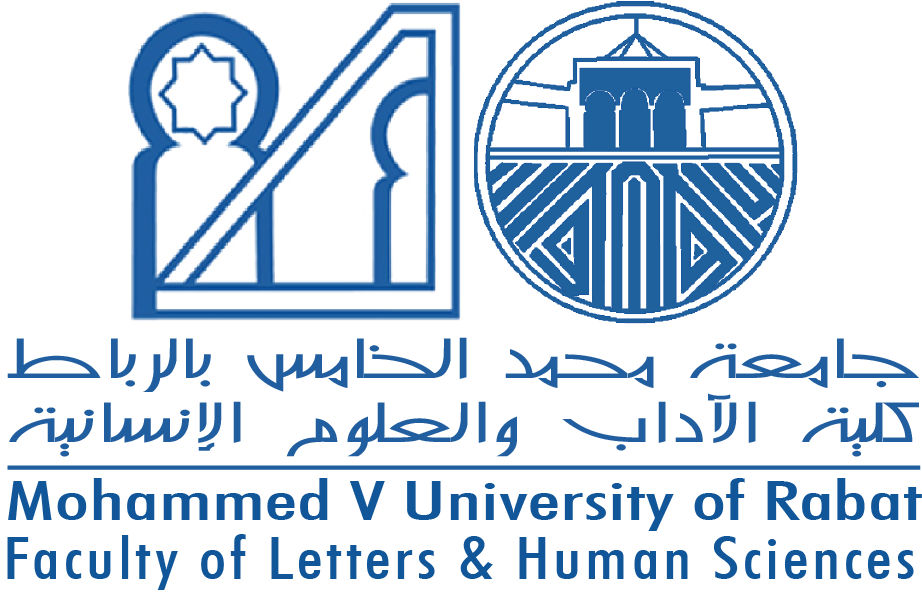 جامعة محمد الخامس بالرباط
كلية الآداب والعلوم الإنسانية
Mohammed V University of Rabat
Faculty of Letters & Human Sciences